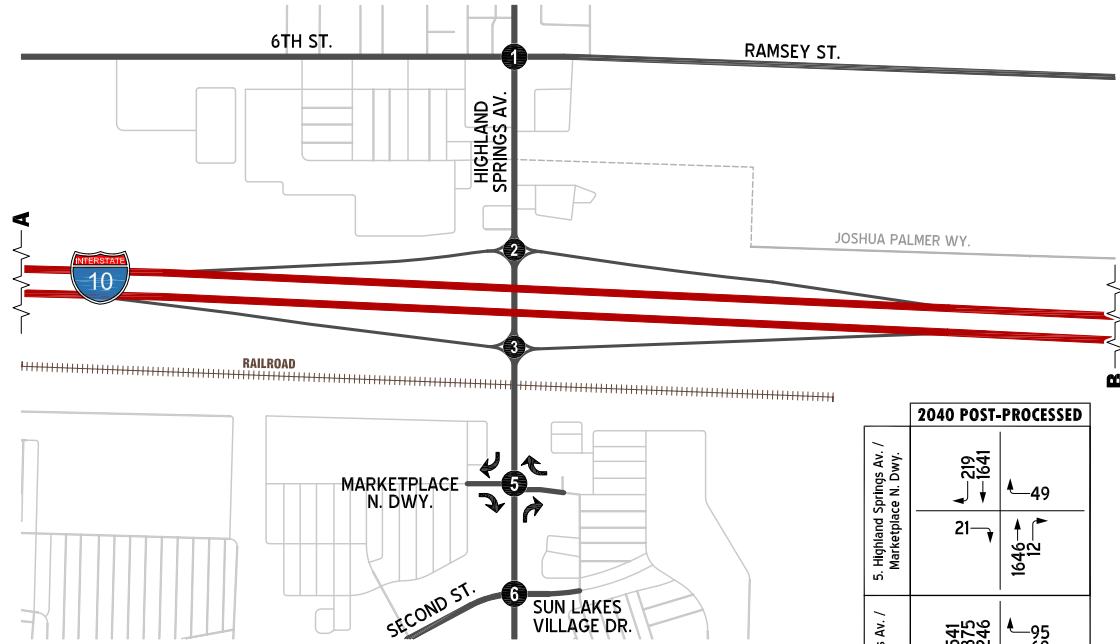 6TH ST.
RAMSEY ST.
1
HIGHLAND
SPRINGS AV.
A
JOSHUA PALMER WY.
2
INTERSTATE
10
3
RAILROAD
B
2040 POST-PROCESSED
5. Highland Springs Av. /
Marketplace N. Dwy.
219
1641
49
21
1646
12
MARKETPLACE
N. DWY.
5
SECOND ST.
6
SUN LAKES
VILLAGE DR.
95